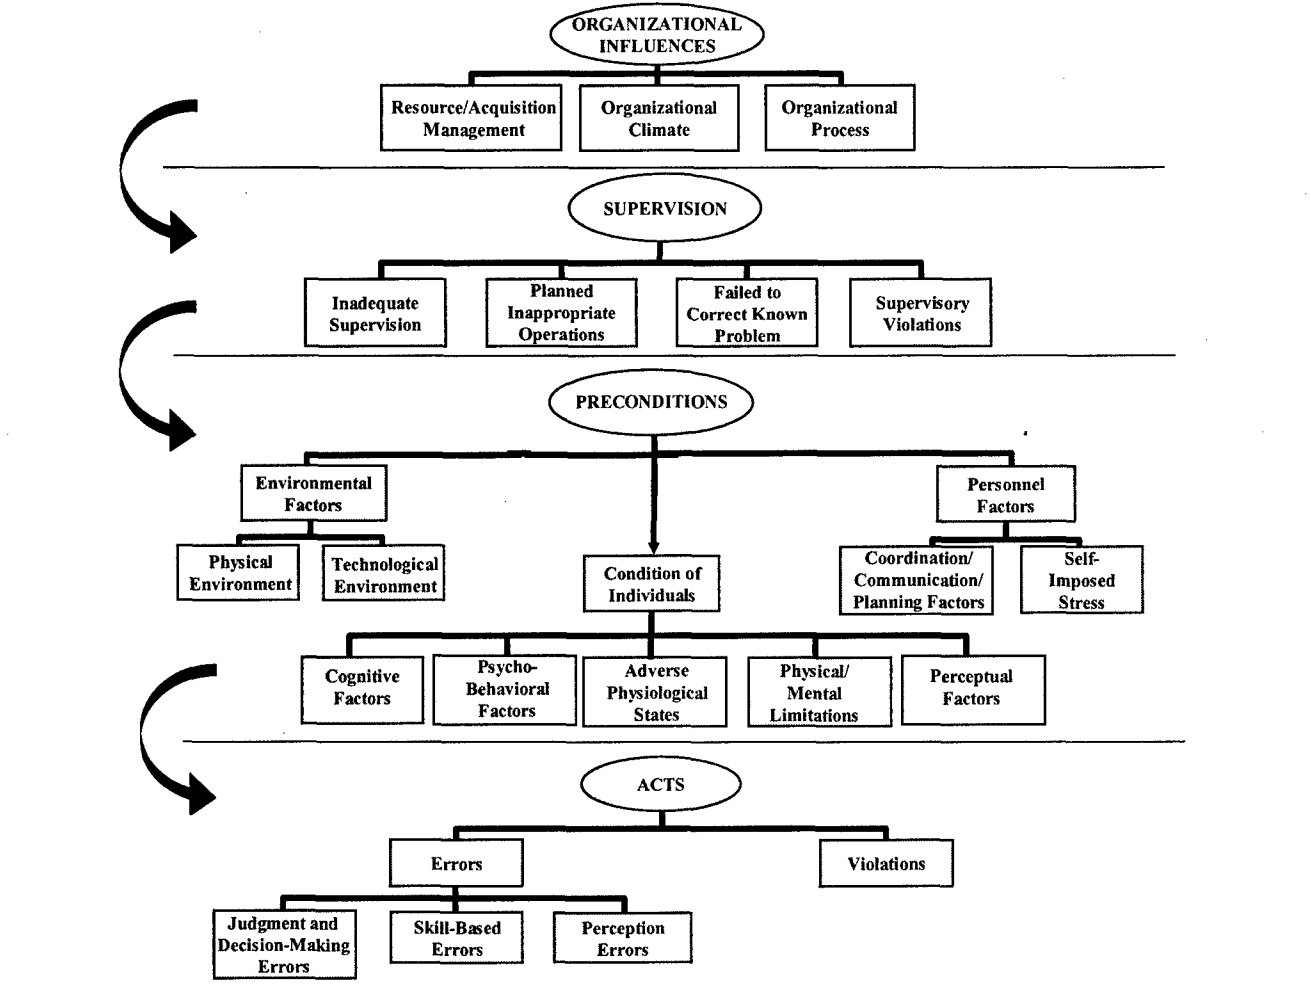 ORGANIZATIONAL
INFLUENCES
Resource/Acquisition
Management
Organizational
Climate
Organizational
Process
SUPERVISION
Inadequate
Supervision
Planned
Inappropriate
Operations
Failed to
Correct Known
Problem
Supervisory
Violations
PRECONDITIONS
Environmental
Factors
Personnel
Factors
Physical
Environment
Technological
Environment
Condition of
Individuals
Coordination/
Communication/
Planning Factors
Self-
Imposed
Stress
Cognitive
Factors
Psycho-
Behavioral
Factors
Adverse
Physiological
States
Physical/
Mental
Limitations
Perceptual
Factors
ACTS
Errors
Violations
Judgment and
Decision-Making
Errors
Skill-Based
Errors
Perception
Errors